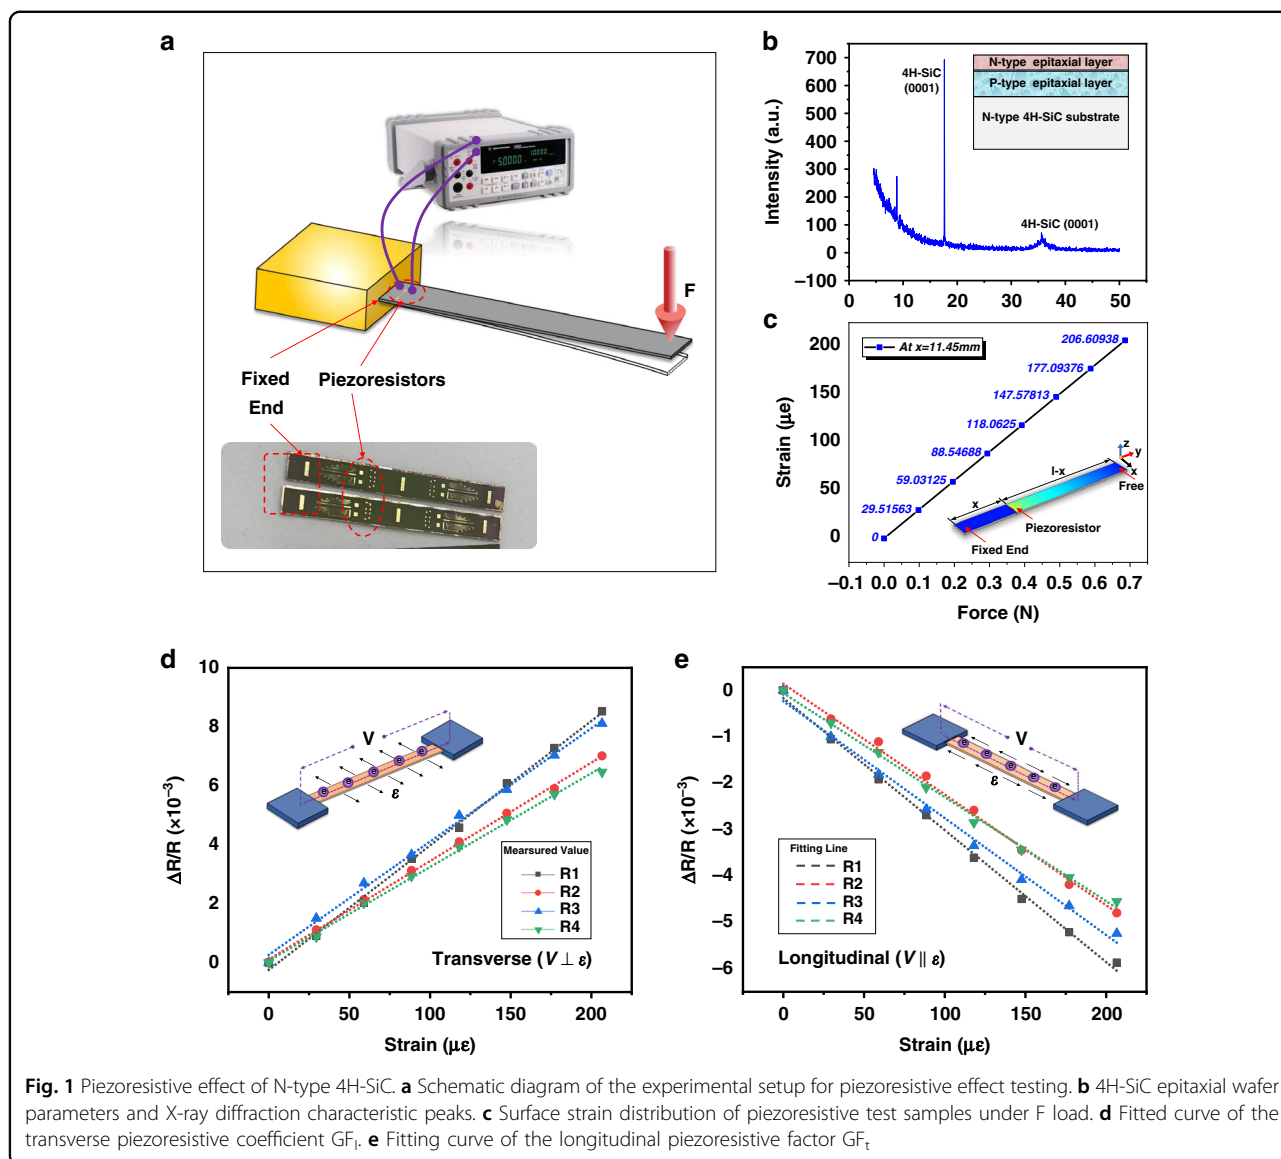 a
F
Fixed
End
Piezoresistors
b
Intensity (a.u.)
700
600
500
400
300
200
100
0
−100
0 10 20 30 40 50
4H-SiC
(0001)
4H-SiC (0001)
N-type epitaxial layer
P-type epitaxial layer
N-type 4H-SiC substrate
c
Strain (μe)
200
150
100
50
0
−0.1 0.0 0.1 0.2 0.3 0.4 0.5 0.6 0.7
Force (N)
At x=11.45mm
206.60938
177.09376
147.57813
118.0625
88.54688
59.03125
29.51563
0
z
y
x
l-x
x
Free
Piezoresistor
Fixed End
d
ΔR/R (×10⁻³)
10
8
6
4
2
0
0 50 100 150 200
Strain (με)
V
e e e e e
ε
Mearsured Value
R1
R2
R3
R4
Transverse (V ⊥ ε)
e
ΔR/R (×10⁻³)
0
−1
−2
−3
−4
−5
−6
0 50 100 150 200
Strain (με)
V
e e e e e
ε
Fitting Line
R1
R2
R3
R4
Longitudinal (V ∥ ε)
Fig. 1 Piezoresistive effect of N-type 4H-SiC. a Schematic diagram of the experimental setup for piezoresistive effect testing. b 4H-SiC epitaxial wafer
parameters and X-ray diffraction characteristic peaks. c Surface strain distribution of piezoresistive test samples under F load. d Fitted curve of the
transverse piezoresistive coefficient GFₗ. e Fitting curve of the longitudinal piezoresistive factor GFₜ